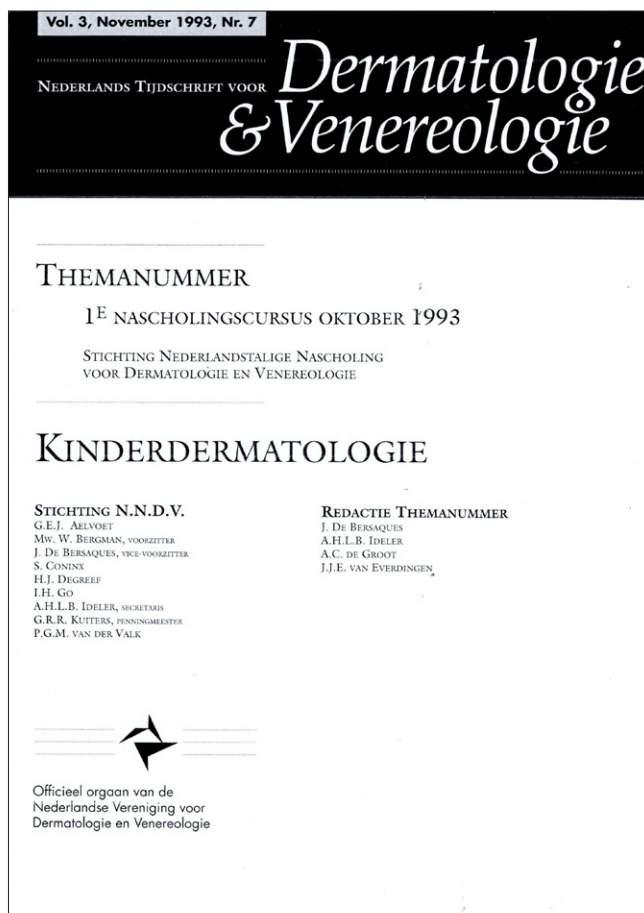 Vol. 3, November 1993, Nr. 7
NEDERLANDS TIJDSCHRIFT VOOR Dermatologie
& Venereologie
THEMANUMMER
1E NASCHOLINGSCURSUS OKTOBER 1993
STICHTING NEDERLANDSTALIGE NASCHOLING
VOOR DERMATOLOGIE EN VENEREOLOGIE
KINDERDERMATOLOGIE
STICHTING N.N.D.V.
G.E.J. AELVOET
MW. W. BERGMAN, VOORZITTER
J. DE BERSAQUES, VICE-VOORZITTER
S. CONINX
H.J. DEGREEF
I.H. GO
A.H.L.B. IDELER, SECRETARIS
G.R.R. KUITERS, PENNINGMEESTER
P.G.M. VAN DER VALK
REDACTIE THEMANUMMER
J. DE BERSAQUES
A.H.L.B. IDELER
A.C. DE GROOT
J.J.E. VAN EVERDINGEN
Officieel orgaan van de
Nederlandse Vereniging voor
Dermatologie en Venereologie